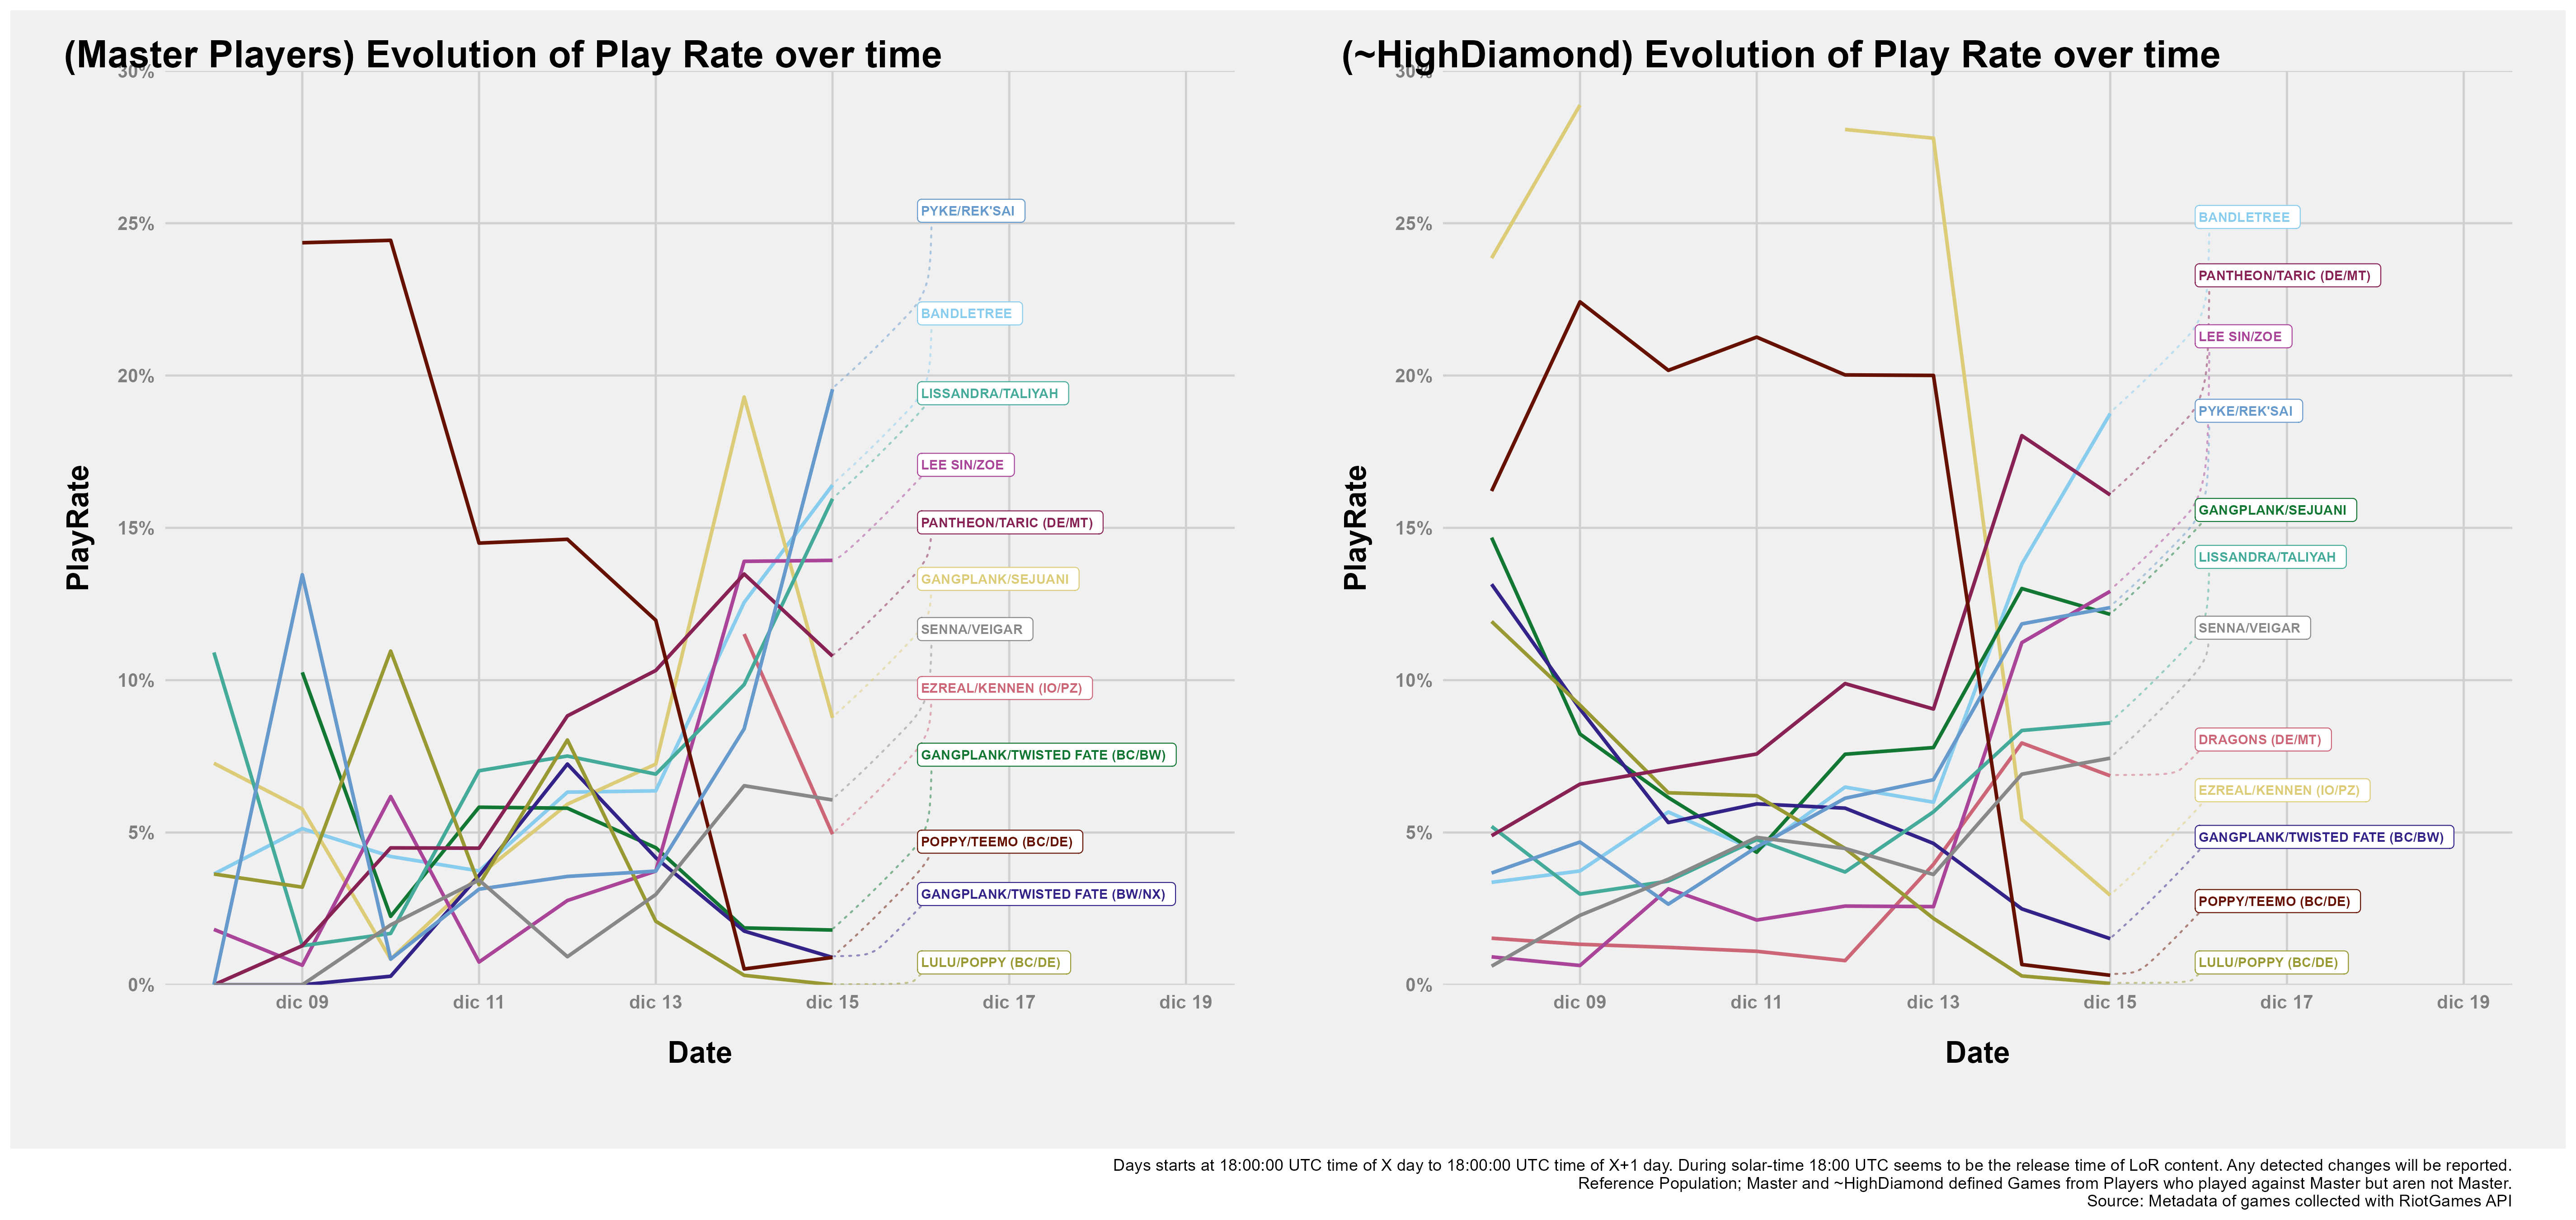 (Master Players) Evolution of Play Rate over time
30%
25%
20%
15%
10%
5%
0%
PlayRate
PYKE/REK'SAI
BANDLETREE
LISSANDRA/TALIYAH
LEE SIN/ZOE
PANTHEON/TARIC (DE/MT)
GANGPLANK/SEJUANI
SENNA/VEIGAR
EZREAL/KENNEN (IO/PZ)
GANGPLANK/TWISTED FATE (BC/BW)
POPPY/TEEMO (BC/DE)
GANGPLANK/TWISTED FATE (BW/NX)
LULU/POPPY (BC/DE)
dic 09 dic 11 dic 13 dic 15 dic 17 dic 19
Date
(~HighDiamond) Evolution of Play Rate over time
30%
25%
20%
15%
10%
5%
0%
PlayRate
BANDLETREE
PANTHEON/TARIC (DE/MT)
LEE SIN/ZOE
PYKE/REK'SAI
GANGPLANK/SEJUANI
LISSANDRA/TALIYAH
SENNA/VEIGAR
DRAGONS (DE/MT)
EZREAL/KENNEN (IO/PZ)
GANGPLANK/TWISTED FATE (BC/BW)
POPPY/TEEMO (BC/DE)
LULU/POPPY (BC/DE)
dic 09 dic 11 dic 13 dic 15 dic 17 dic 19
Date
Days starts at 18:00:00 UTC time of X day to 18:00:00 UTC time of X+1 day. During solar-time 18:00 UTC seems to be the release time of LoR content. Any detected changes will be reported.
Reference Population; Master and ~HighDiamond defined Games from Players who played against Master but aren not Master.
Source: Metadata of games collected with RiotGames API